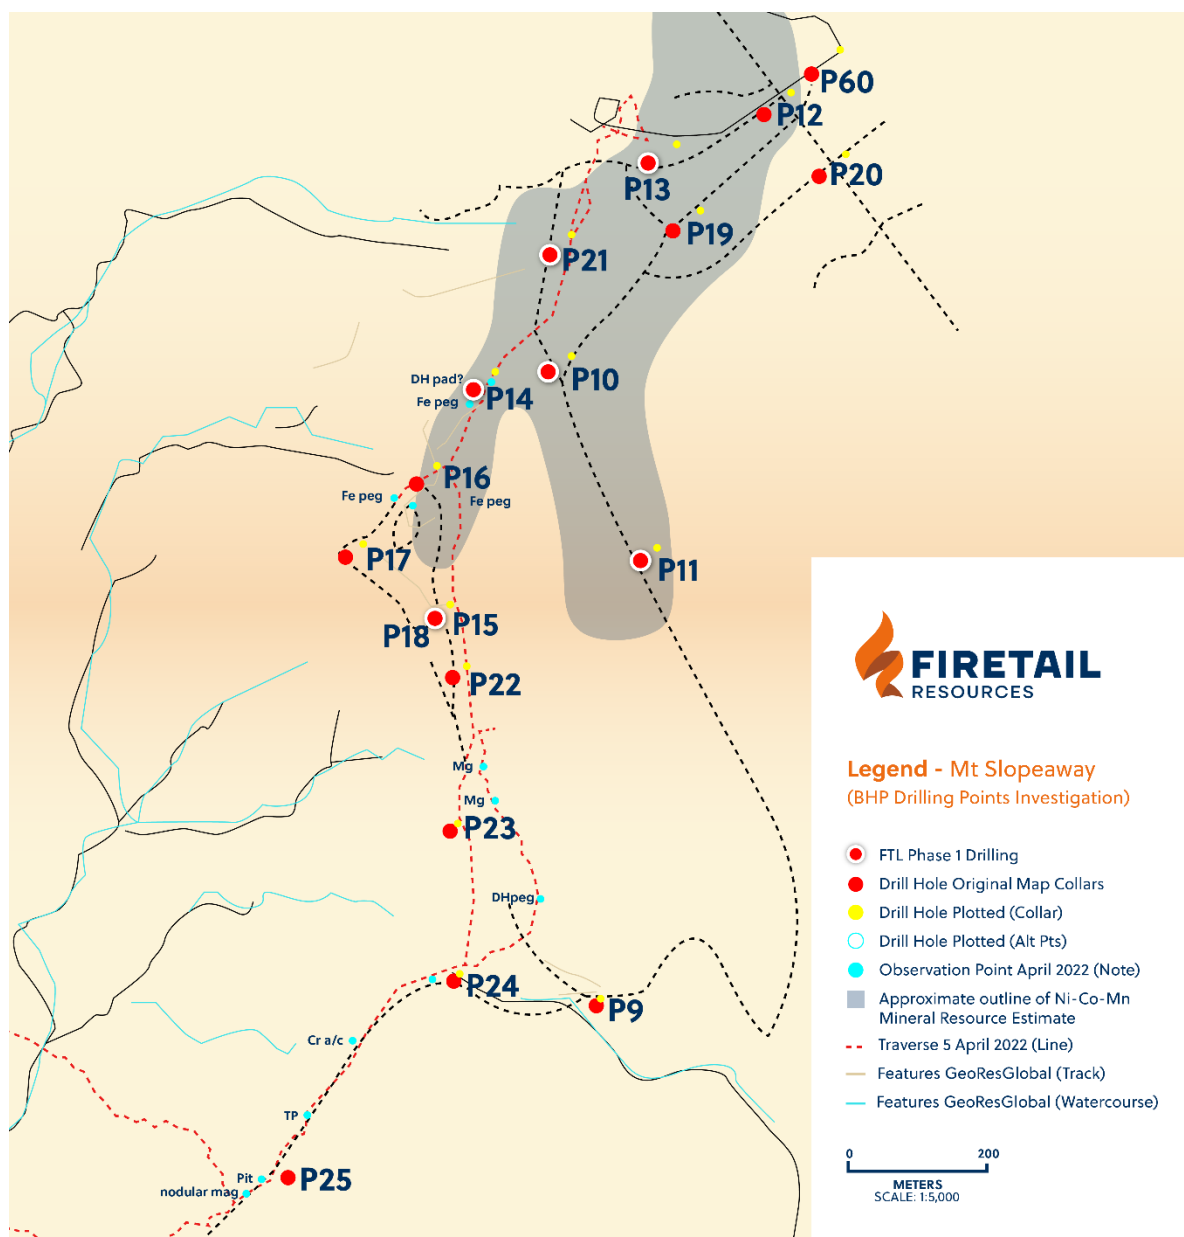 P60
P12
P20
P13
P19
P21
DH pad?
P10
P14
Fe peg
P16
Fe peg
Fe peg
P17
P11
P18
P15
P22
Mg
Mg
P23
DHpeg
P24
P9
Cr a/c
TP
Pit
P25
nodular mag
FIRETAIL
RESOURCES
Legend - Mt Slopeaway
(BHP Drilling Points Investigation)
FTL Phase 1 Drilling
Drill Hole Original Map Collars
Drill Hole Plotted (Collar)
Drill Hole Plotted (Alt Pts)
Observation Point April 2022 (Note)
Approximate outline of Ni-Co-Mn
Mineral Resource Estimate
Traverse 5 April 2022 (Line)
Features GeoResGlobal (Track)
Features GeoResGlobal (Watercourse)
0 200
METERS
SCALE: 1:5,000